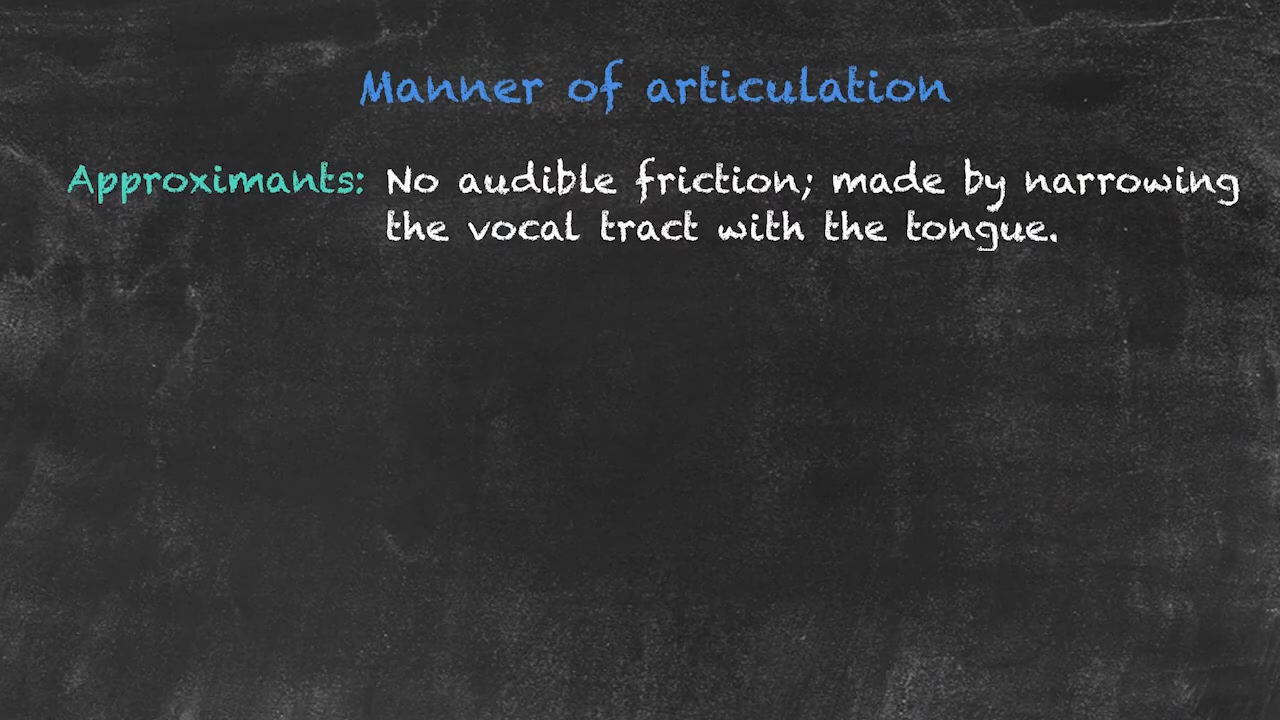 Manner of articulation
Approximants: No audible friction; made by narrowing
the vocal tract with the tongue.